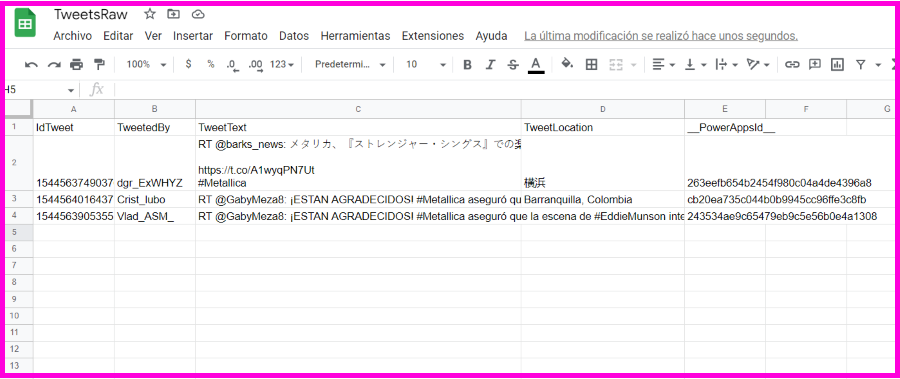 TweetsRaw
Archivo Editar Ver Insertar Formato Datos Herramientas Extensiones Ayuda La última modificación se realizó hace unos segundos.
100% $ % .0 .00 123 Predetermi... 10 B I S A
H5 fx
A B C D E F G
1 IdTweet TweetedBy TweetText TweetLocation __PowerAppsId__
RT @barks_news: メタリカ、『ストレンジャー・シングス』での楽
2
https://t.co/A1wyqPN7Ut
1544563749037 dgr_ExWHYZ #Metallica 横浜 263eefb654b2454f980c04a4de4396a8
3 1544564016437 Crist_lubo RT @GabyMeza8: ¡ESTAN AGRADECIDOS! #Metallica aseguró qu Barranquilla, Colombia cb20ea735c044b0b9945cc96ffe3c8fb
4 1544563905355 Vlad_ASM_ RT @GabyMeza8: ¡ESTAN AGRADECIDOS! #Metallica aseguró que la escena de #EddieMunson inte 243534ae9c65479eb9c5e56b0e4a1308
5
6
7
8
9
10
11
12
13